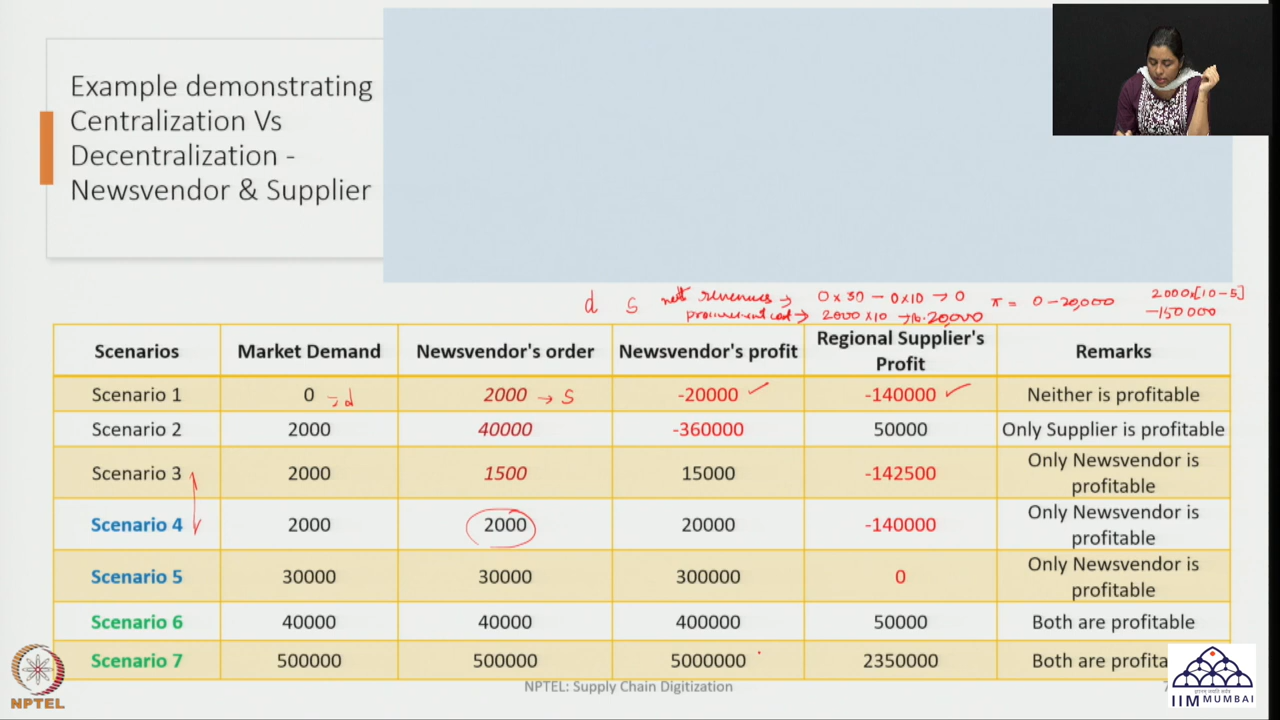 Example demonstrating
Centralization Vs
Decentralization -
Newsvendor & Supplier
d s nett revenues → 0 x 30 - 0 x 10 → 0 π = 0 - 20,000 2000 x [10 - 5]
procurement cost → 2000 x 10 → 20,000 -150000
Scenarios Market Demand Newsvendor's order Newsvendor's profit Regional Supplier's Profit Remarks
Scenario 1 0 → d 2000 → s -20000 -140000 Neither is profitable
Scenario 2 2000 40000 -360000 50000 Only Supplier is profitable
Scenario 3 2000 1500 15000 -142500 Only Newsvendor is profitable
Scenario 4 2000 2000 20000 -140000 Only Newsvendor is profitable
Scenario 5 30000 30000 300000 0 Only Newsvendor is profitable
Scenario 6 40000 40000 400000 50000 Both are profitable
Scenario 7 500000 500000 5000000 2350000 Both are profita
NPTEL: Supply Chain Digitization 7
NPTEL
IIM MUMBAI